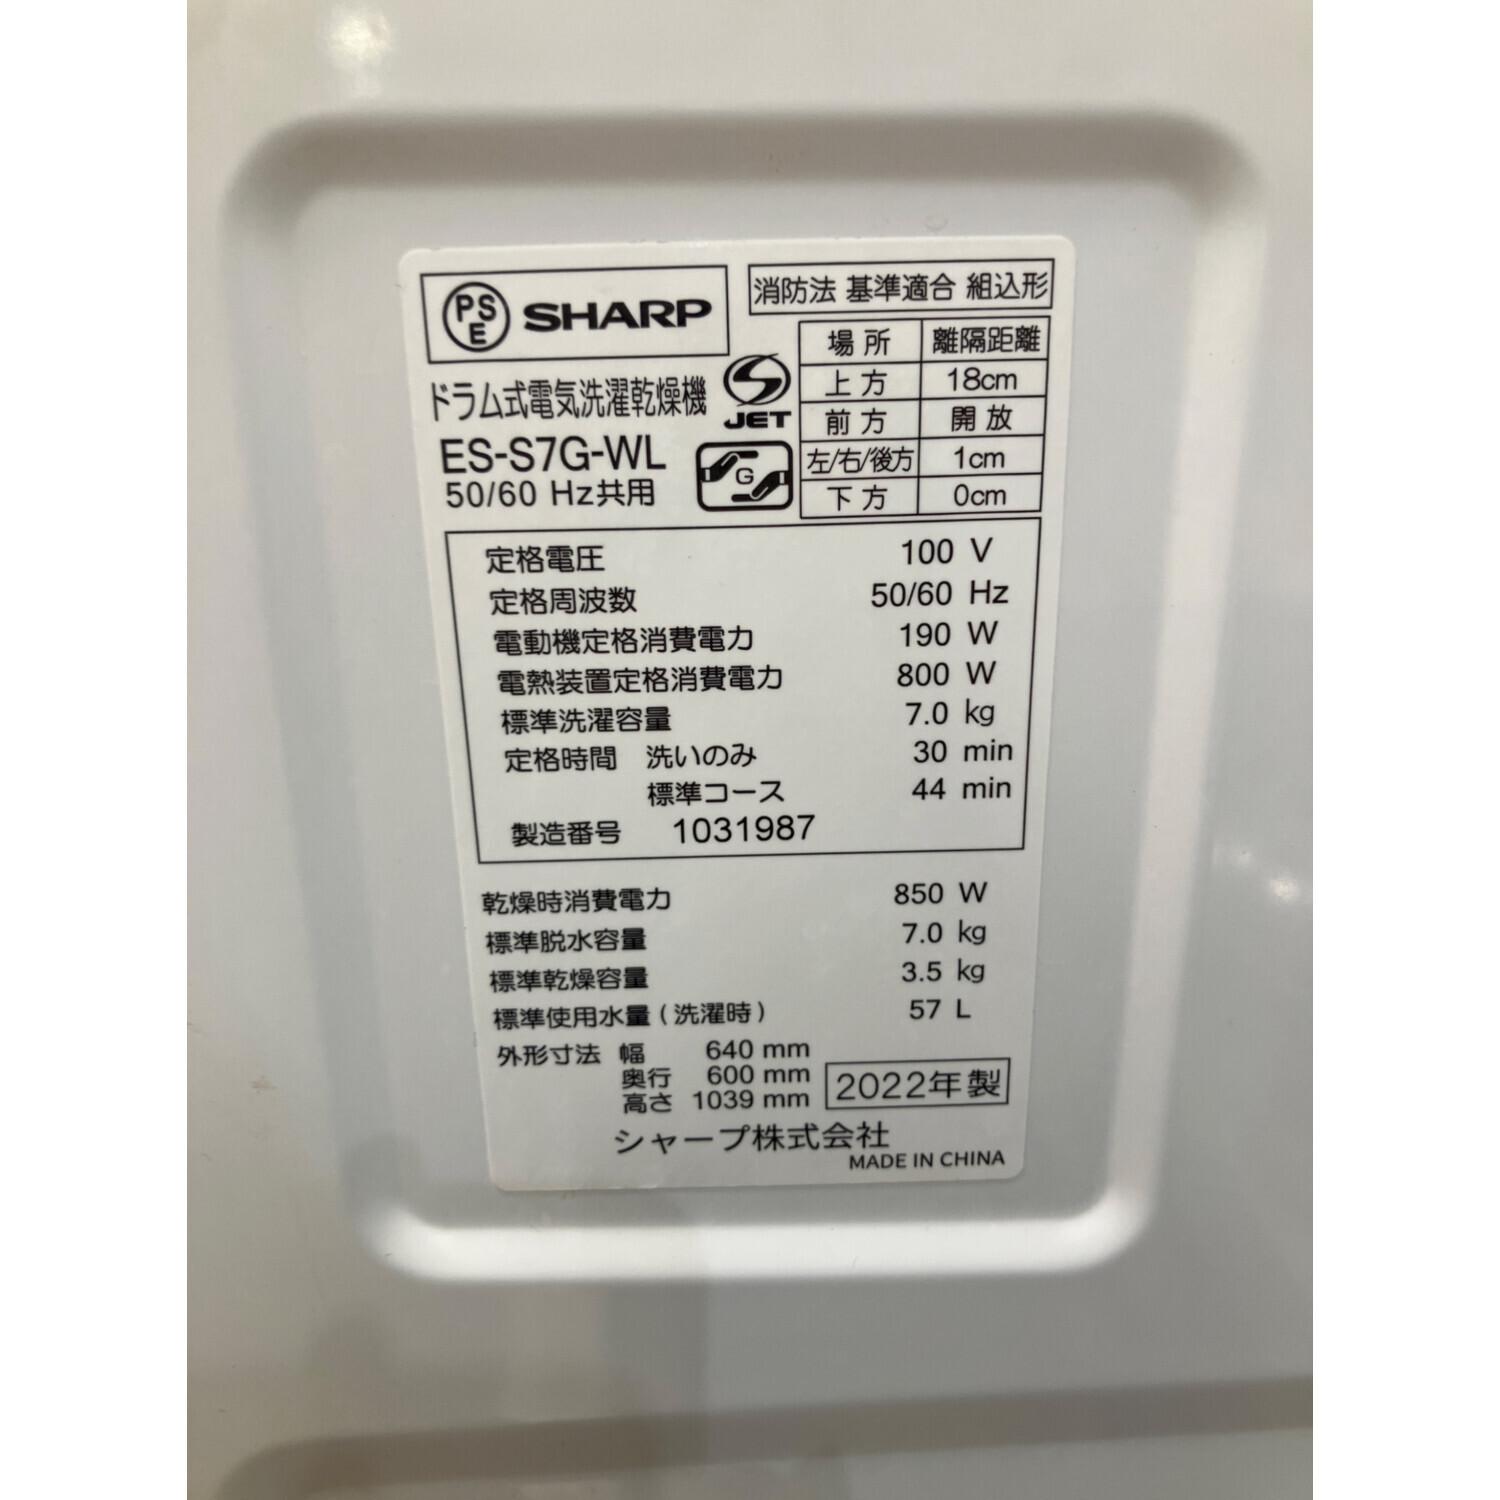 PSE SHARP
ドラム式電気洗濯乾燥機
JET
ES-S7G-WL
50/60 Hz共用
G
消防法 基準適合 組込形
場所 離隔距離
上方 18cm
前方 開放
左/右/後方 1cm
下方 0cm
定格電圧 100 V
定格周波数 50/60 Hz
電動機定格消費電力 190 W
電熱装置定格消費電力 800 W
標準洗濯容量 7.0 kg
定格時間 洗いのみ 30 min
標準コース 44 min
製造番号 1031987
乾燥時消費電力 850 W
標準脱水容量 7.0 kg
標準乾燥容量 3.5 kg
標準使用水量(洗濯時) 57 L
外形寸法 幅 640 mm
奥行 600 mm
高さ 1039 mm
2022年製
シャープ株式会社
MADE IN CHINA